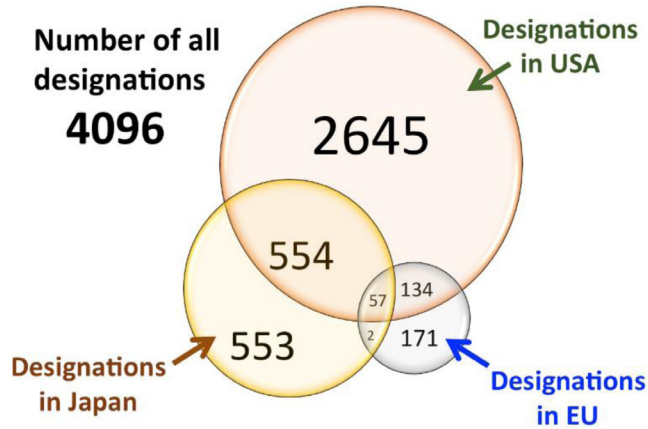 Number of all
designations
4096
Designations
in USA
2645
554
57
134
2
171
553
Designations
in Japan
Designations
in EU